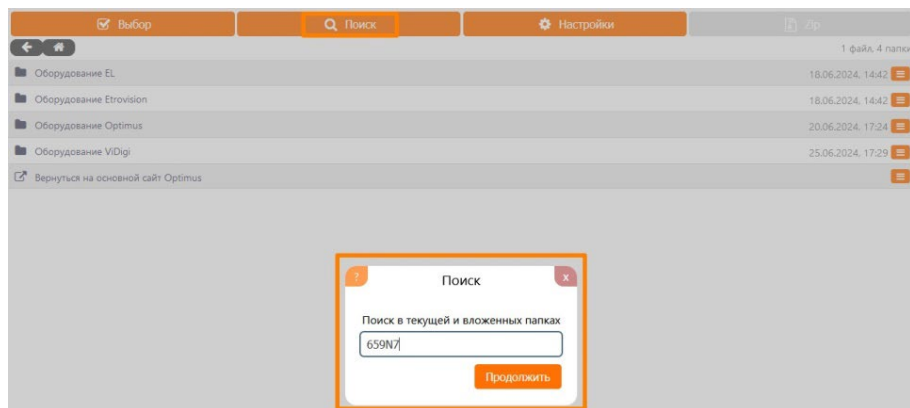 Выбор Поиск Настройки Zip
1 файл, 4 папки
Оборудование EL 18.06.2024, 14:42
Оборудование Etrovision 18.06.2024, 14:42
Оборудование Optimus 20.06.2024, 17:24
Оборудование ViDigi 25.06.2024, 17:29
Вернуться на основной сайт Optimus
? Поиск x
Поиск в текущей и вложенных папках
659N7
Продолжить